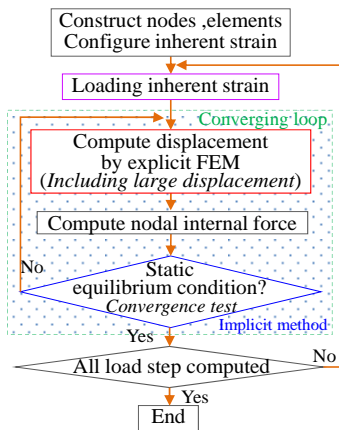 Construct nodes ,elements
Configure inherent strain
Loading inherent strain
Converging loop
Compute displacement
by explicit FEM
(Including large displacement)
Compute nodal internal force
No
Static
equilibrium condition?
Convergence test
Implicit method
Yes
All load step computed
No
Yes
End